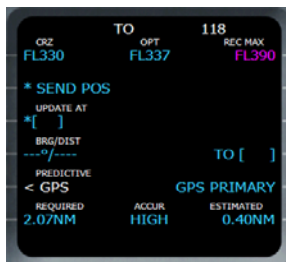 TO 118
CRZ OPT REC MAX
FL330 FL337 FL390
* SEND POS
UPDATE AT
*[ ]
BRG/DIST
---°/---- TO [ ]
PREDICTIVE
< GPS GPS PRIMARY
REQUIRED ACCUR ESTIMATED
2.07NM HIGH 0.40NM